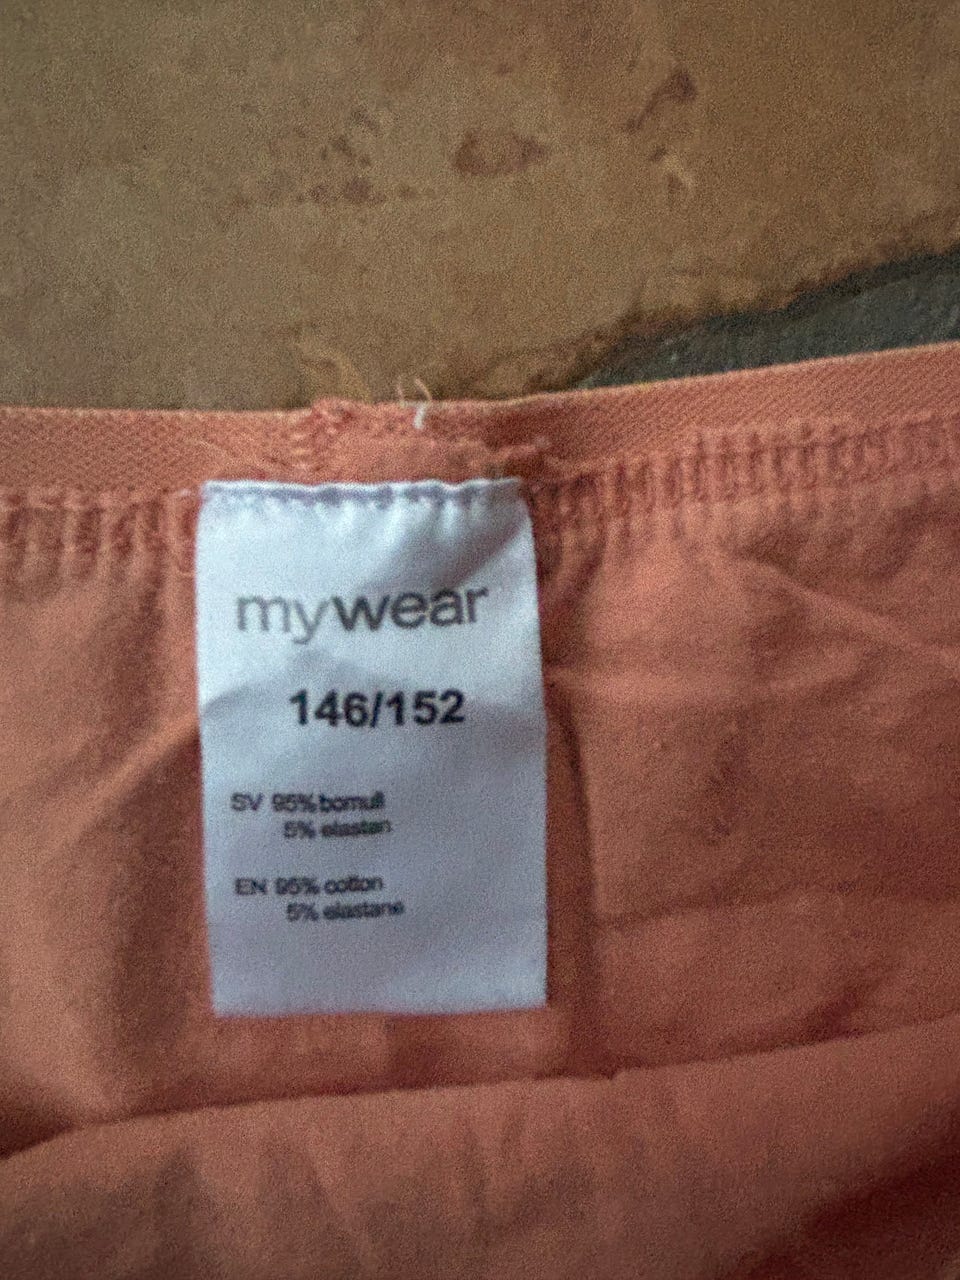 mywear
146/152
SV 95% bomull
5% elastan
EN 95% cotton
5% elastane